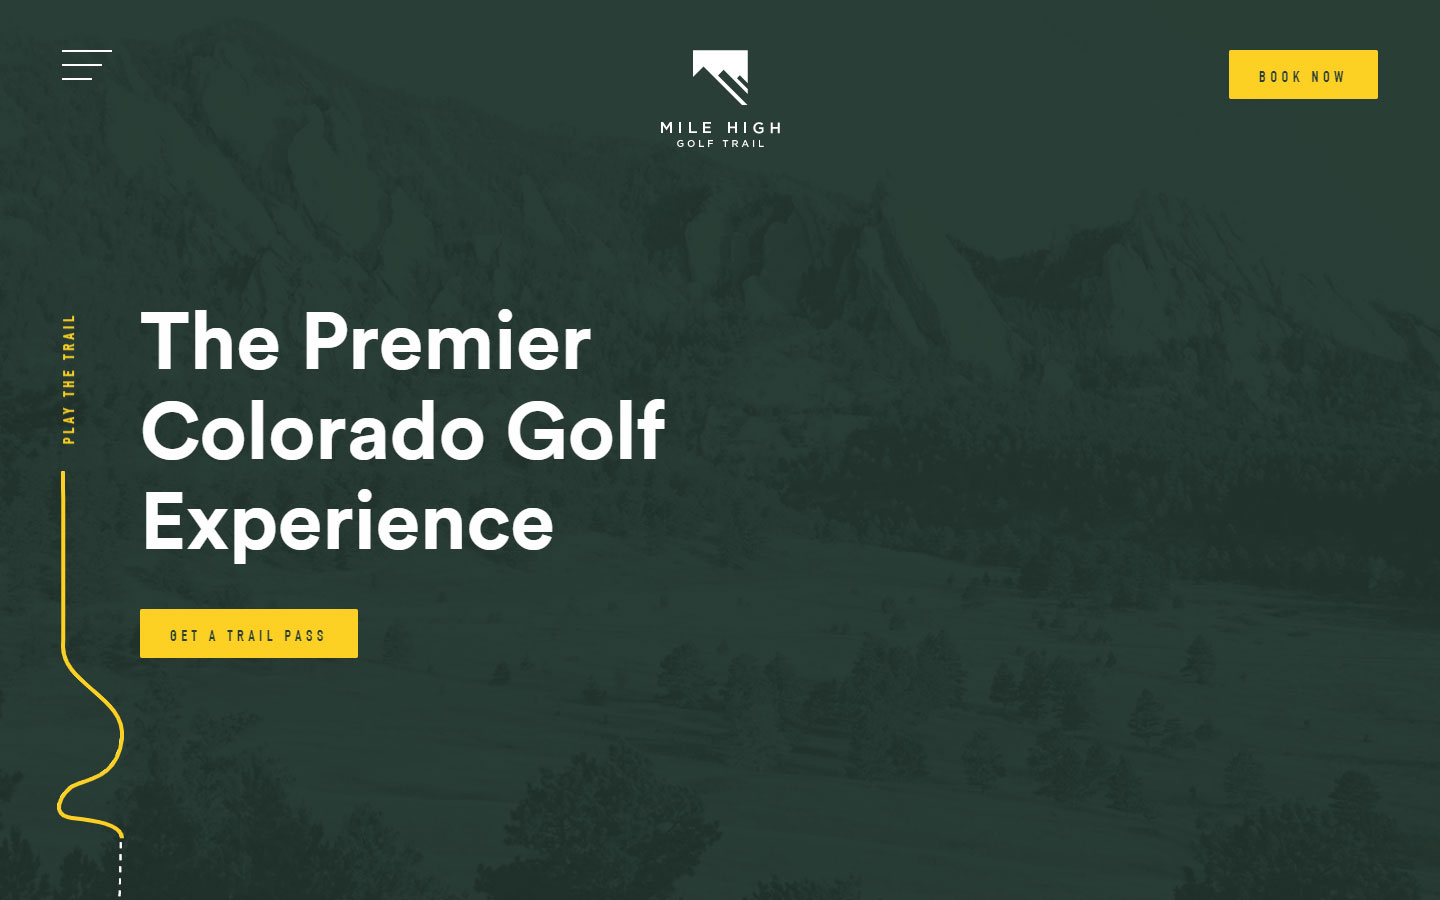 MILE HIGH
GOLF TRAIL
BOOK NOW
PLAY THE TRAIL
The Premier
Colorado Golf
Experience
GET A TRAIL PASS